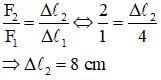 F₂/F₁ = Δℓ₂/Δℓ₁ ⇔ 2/1 = Δℓ₂/4
⇒ Δℓ₂ = 8 cm